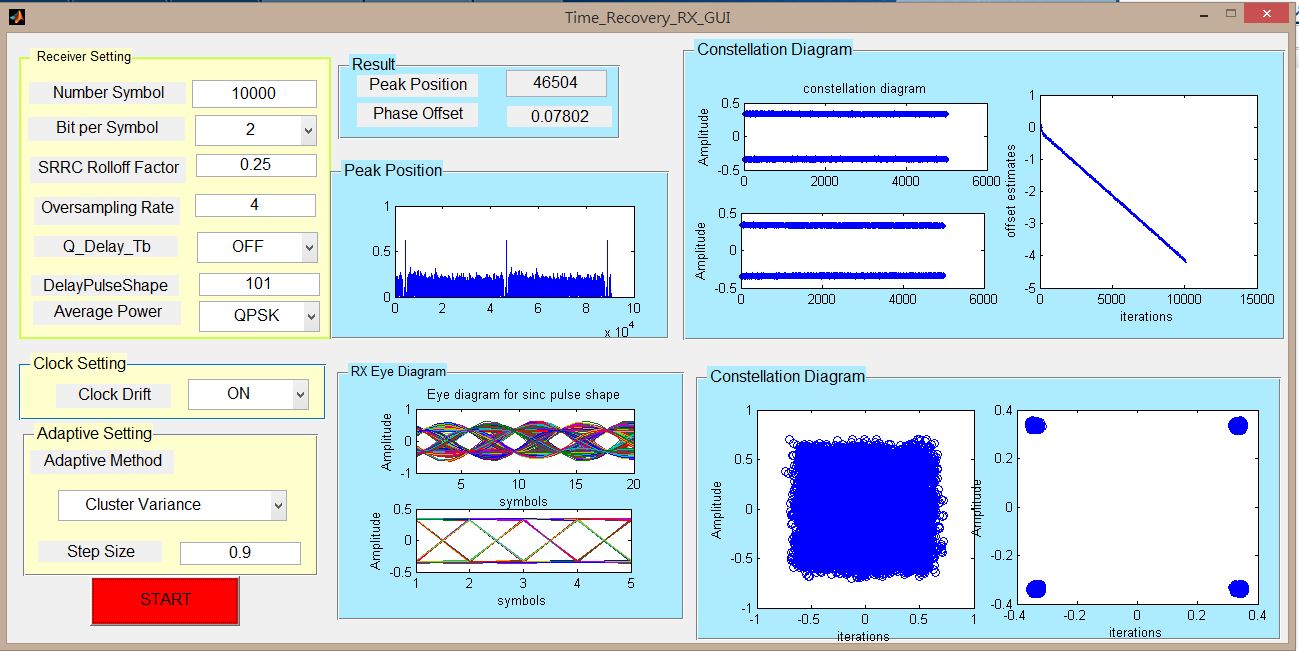 Time_Recovery_RX_GUI
Receiver Setting
Number Symbol
10000
Bit per Symbol
2
SRRC Rolloff Factor
0.25
Oversampling Rate
4
Q_Delay_Tb
OFF
DelayPulseShape
101
Average Power
QPSK
Clock Setting
Clock Drift
ON
Adaptive Setting
Adaptive Method
Cluster Variance
Step Size
0.9
START
Result
Peak Position
46504
Phase Offset
0.07802
Peak Position
1
0.5
0
0 2 4 6 8 10
x 10^4
RX Eye Diagram
Eye diagram for sinc pulse shape
Amplitude
1
0
-1
5 10 15 20
symbols
Amplitude
0.5
0
-0.5
1 2 3 4 5
symbols
Constellation Diagram
constellation diagram
Amplitude
0.5
0
-0.5
0 2000 4000 6000
Amplitude
0.5
0
-0.5
0 2000 4000 6000
offset estimates
1
0
-1
-2
-3
-4
-5
0 5000 10000 15000
iterations
Constellation Diagram
Amplitude
1
0.5
0
-0.5
-1
-1 -0.5 0 0.5 1
iterations
Amplitude
0.4
0.2
0
-0.2
-0.4
-0.4 -0.2 0 0.2 0.4
iterations